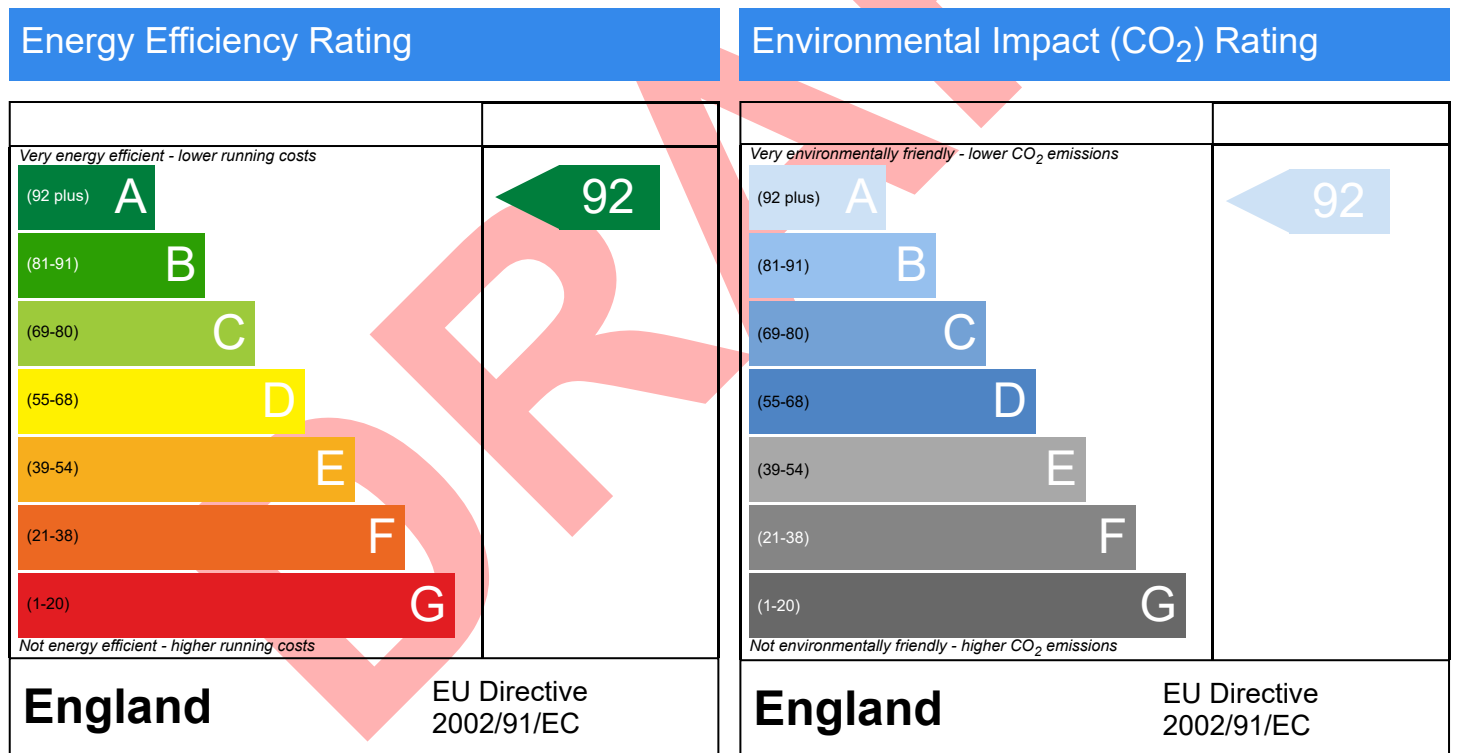 Energy Efficiency Rating
Very energy efficient - lower running costs
(92 plus) A
92
(81-91) B
(69-80) C
(55-68) D
(39-54) E
(21-38) F
(1-20) G
Not energy efficient - higher running costs
England
EU Directive
2002/91/EC
Environmental Impact (CO2) Rating
Very environmentally friendly - lower CO2 emissions
(92 plus) A
92
(81-91) B
(69-80) C
(55-68) D
(39-54) E
(21-38) F
(1-20) G
Not environmentally friendly - higher CO2 emissions
England
EU Directive
2002/91/EC